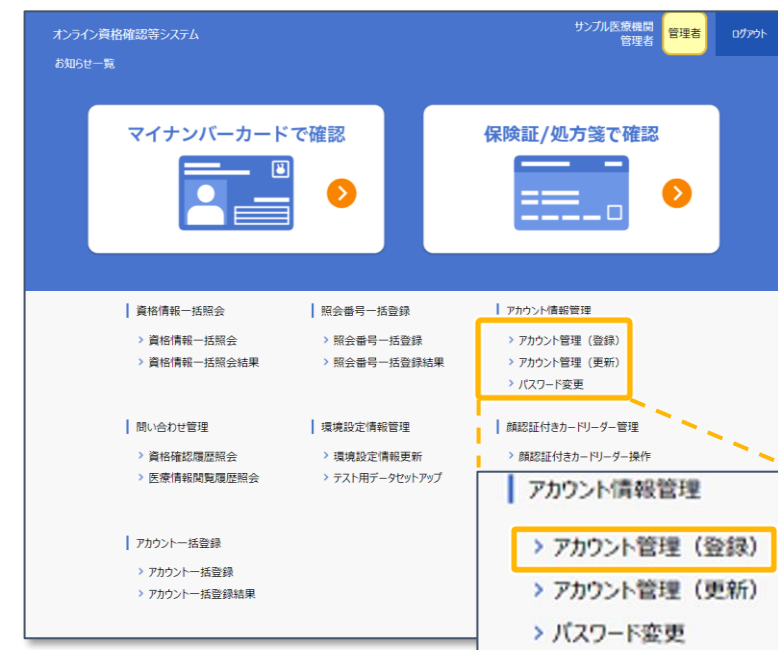 オンライン資格確認等システム
サンプル医療機関
管理者
管理者
ログアウト
お知らせ一覧
マイナンバーカードで確認
保険証/処方箋で確認
資格情報一括照会
資格情報一括照会
資格情報一括照会結果
照会番号一括登録
照会番号一括登録
照会番号一括登録結果
アカウント情報管理
アカウント管理（登録）
アカウント管理（更新）
パスワード変更
問い合わせ管理
資格確認履歴照会
医療情報閲覧履歴照会
環境設定情報管理
環境設定情報更新
テスト用データセットアップ
顔認証付きカードリーダー管理
顔認証付きカードリーダー操作
アカウント一括登録
アカウント一括登録
アカウント一括登録結果
アカウント情報管理
アカウント管理（登録）
アカウント管理（更新）
パスワード変更